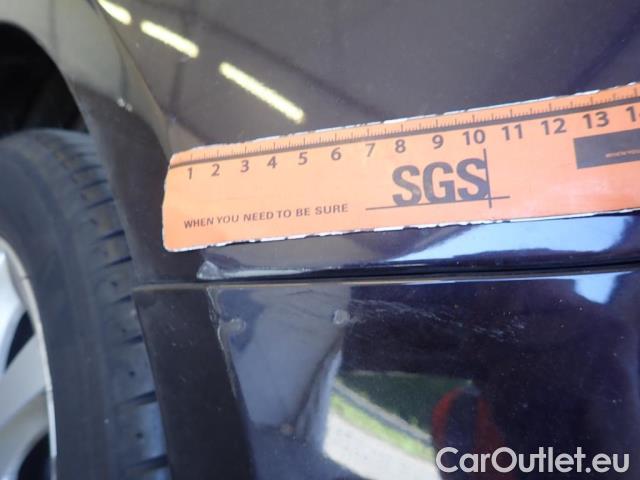 1 2 3 4 5 6 7 8 9 10 11 12 13 14
SGS
WHEN YOU NEED TO BE SURE
CarOutlet.eu